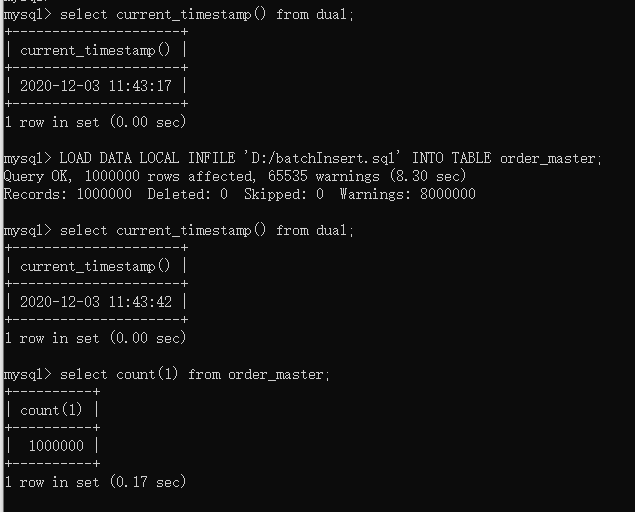 mysql> select current_timestamp() from dual;
+---------------------+
| current_timestamp() |
+---------------------+
| 2020-12-03 11:43:17 |
+---------------------+
1 row in set (0.00 sec)
mysql> LOAD DATA LOCAL INFILE 'D:/batchInsert.sql' INTO TABLE order_master;
Query OK, 1000000 rows affected, 65535 warnings (8.30 sec)
Records: 1000000  Deleted: 0  Skipped: 0  Warnings: 8000000
mysql> select current_timestamp() from dual;
+---------------------+
| current_timestamp() |
+---------------------+
| 2020-12-03 11:43:42 |
+---------------------+
1 row in set (0.00 sec)
mysql> select count(1) from order_master;
+----------+
| count(1) |
+----------+
|  1000000 |
+----------+
1 row in set (0.17 sec)